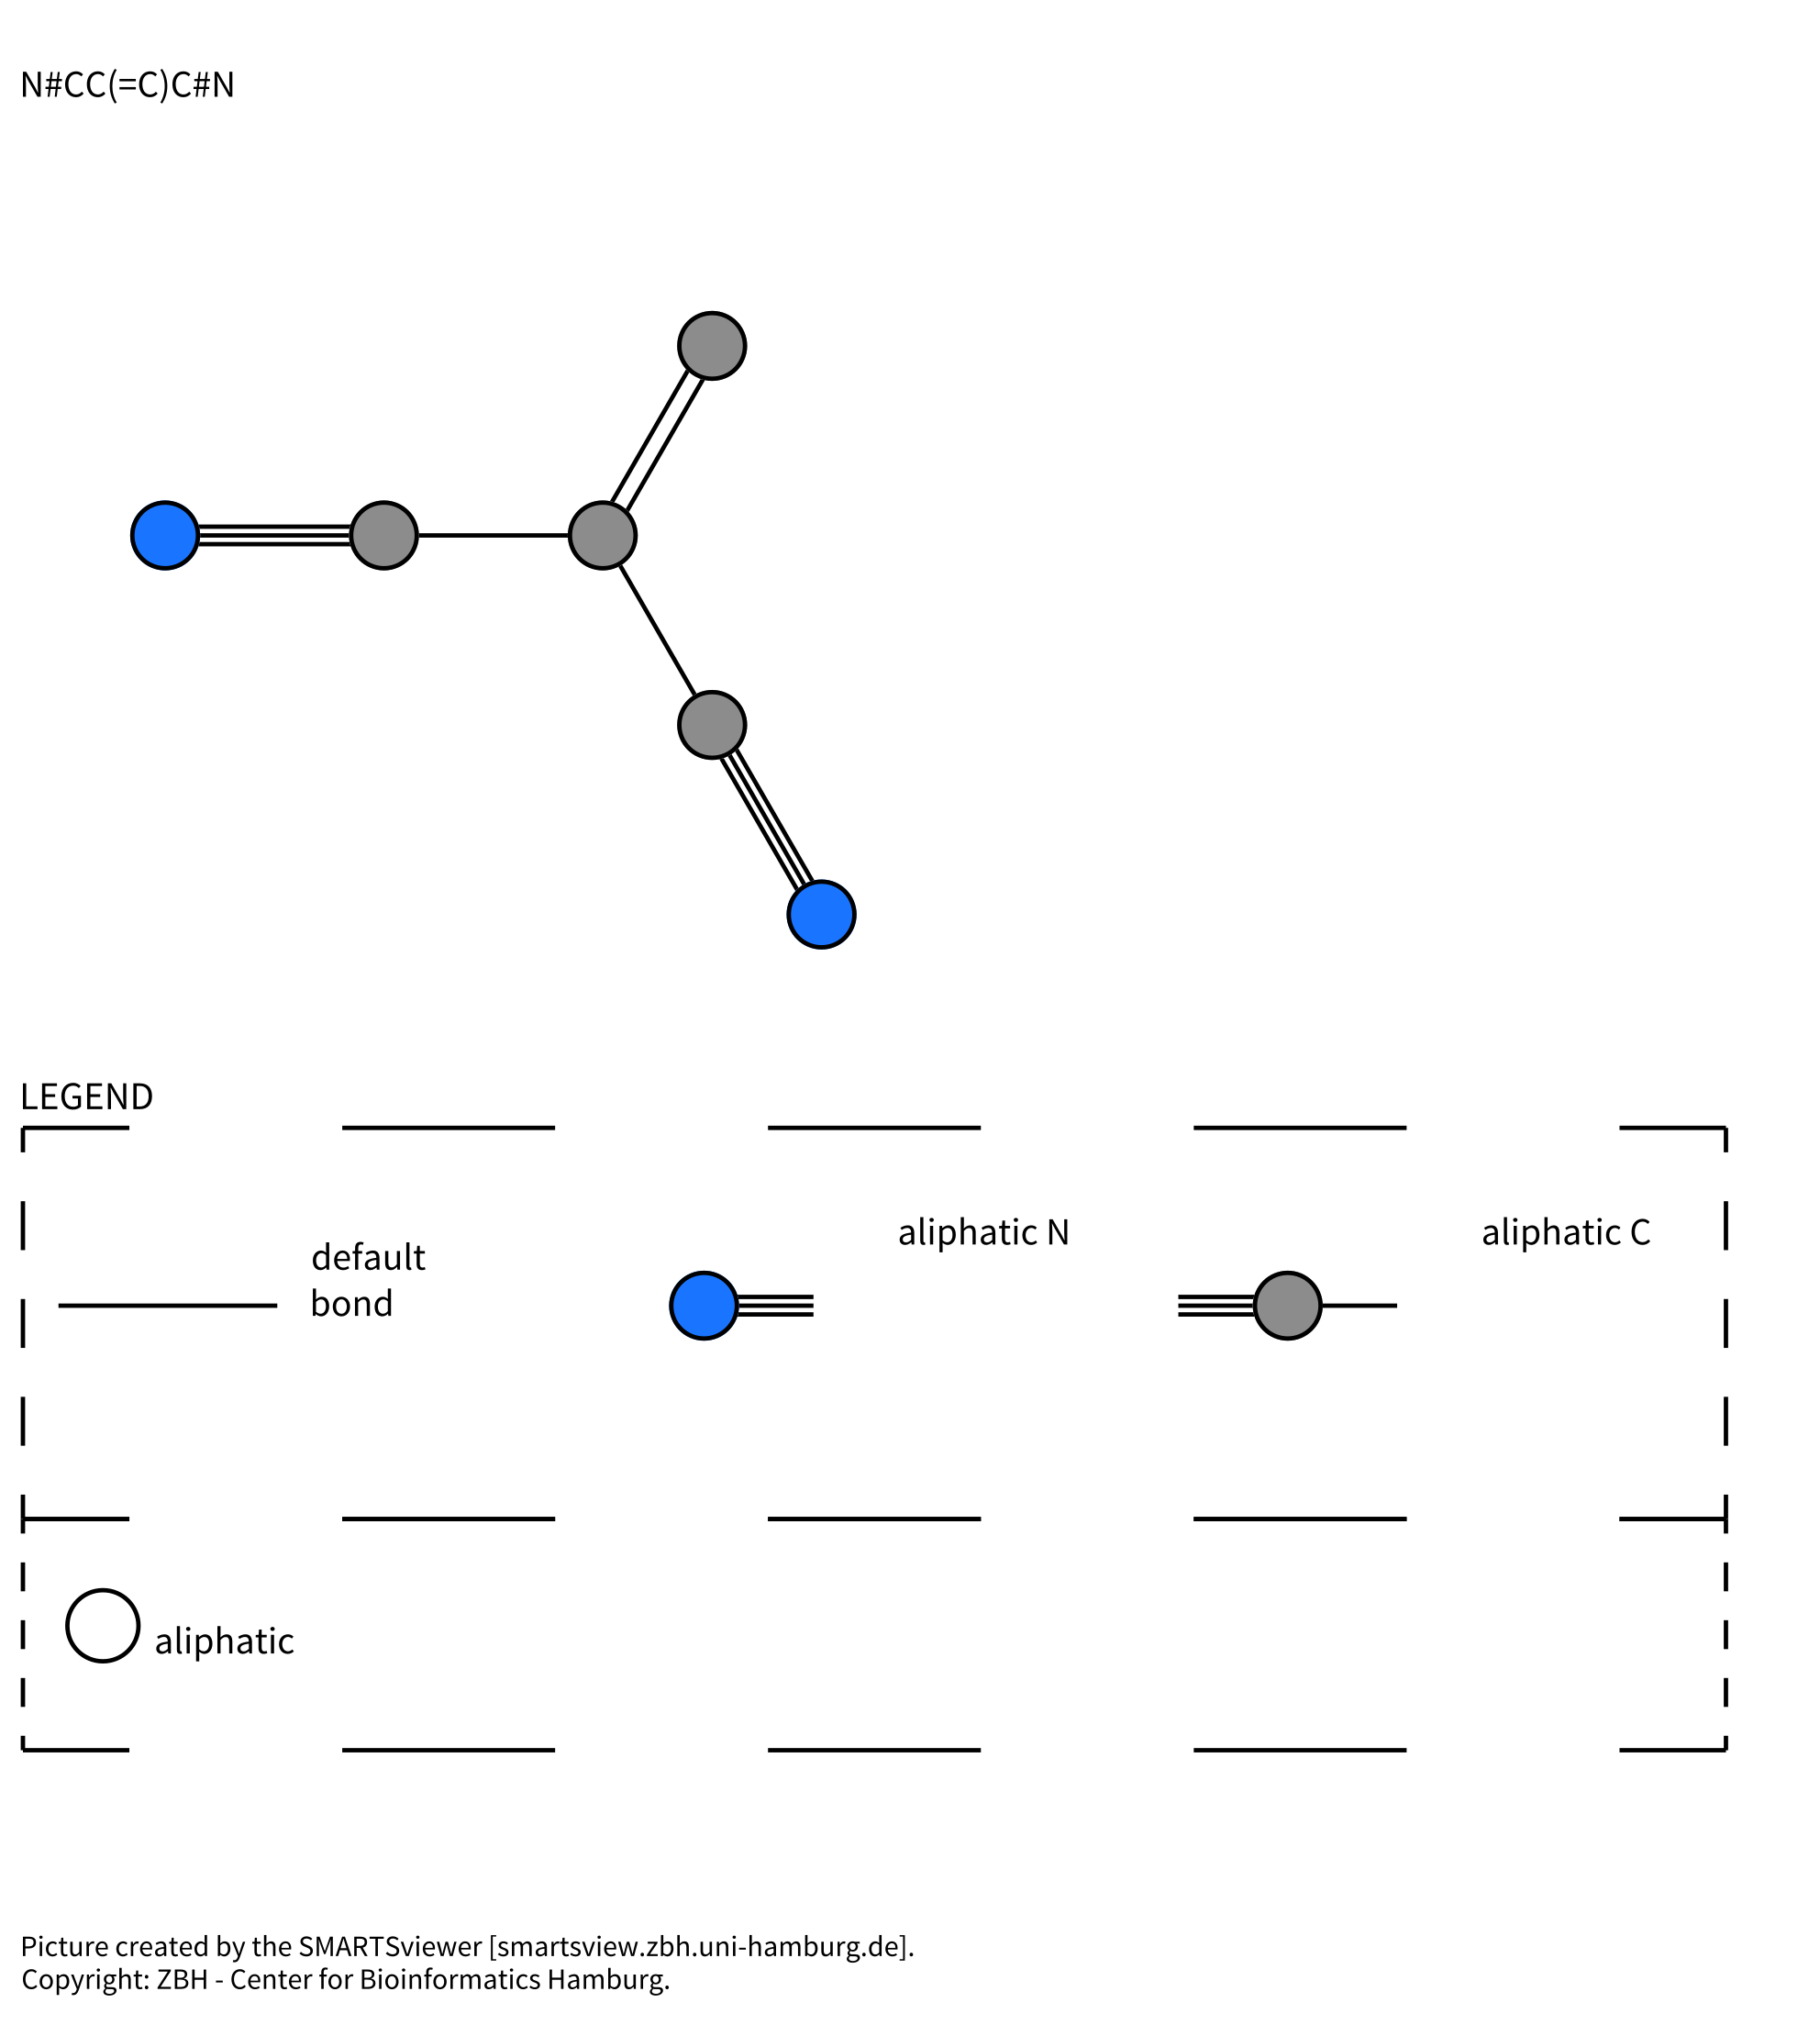 N#CC(=C)C#N
LEGEND
default
bond
aliphatic N
aliphatic C
aliphatic
Picture created by the SMARTSviewer [smartsview.zbh.uni-hamburg.de].
Copyright: ZBH - Center for Bioinformatics Hamburg.